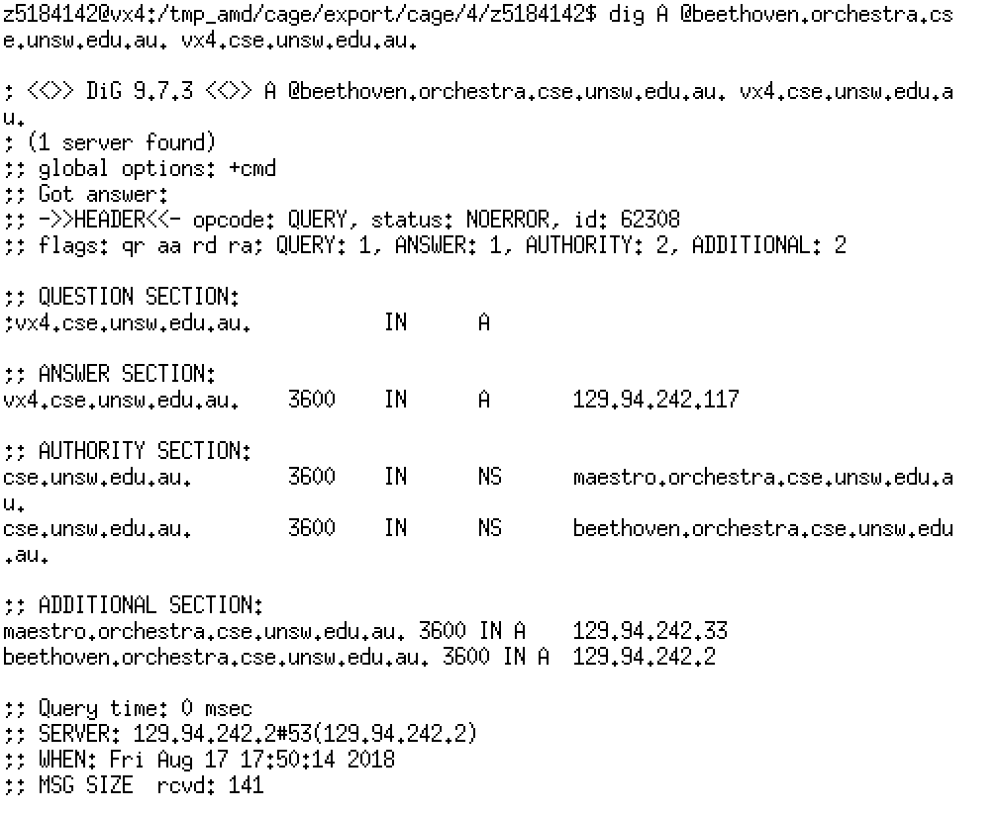 z5184142@vx4:/tmp_amd/cage/export/cage/4/z5184142$ dig A @beethoven.orchestra.cs
e.unsw.edu.au. vx4.cse.unsw.edu.au.

; <<>> DiG 9.7.3 <<>> A @beethoven.orchestra.cse.unsw.edu.au. vx4.cse.unsw.edu.a
u.
; (1 server found)
;; global options: +cmd
;; Got answer:
;; ->>HEADER<<- opcode: QUERY, status: NOERROR, id: 62308
;; flags: qr aa rd ra; QUERY: 1, ANSWER: 1, AUTHORITY: 2, ADDITIONAL: 2

;; QUESTION SECTION:
;vx4.cse.unsw.edu.au.		IN	A

;; ANSWER SECTION:
vx4.cse.unsw.edu.au.	3600	IN	A	129.94.242.117

;; AUTHORITY SECTION:
cse.unsw.edu.au.	3600	IN	NS	maestro.orchestra.cse.unsw.edu.a
u.
cse.unsw.edu.au.	3600	IN	NS	beethoven.orchestra.cse.unsw.edu
.au.

;; ADDITIONAL SECTION:
maestro.orchestra.cse.unsw.edu.au. 3600 IN A	129.94.242.33
beethoven.orchestra.cse.unsw.edu.au. 3600 IN A	129.94.242.2

;; Query time: 0 msec
;; SERVER: 129.94.242.2#53(129.94.242.2)
;; WHEN: Fri Aug 17 17:50:14 2018
;; MSG SIZE  rcvd: 141